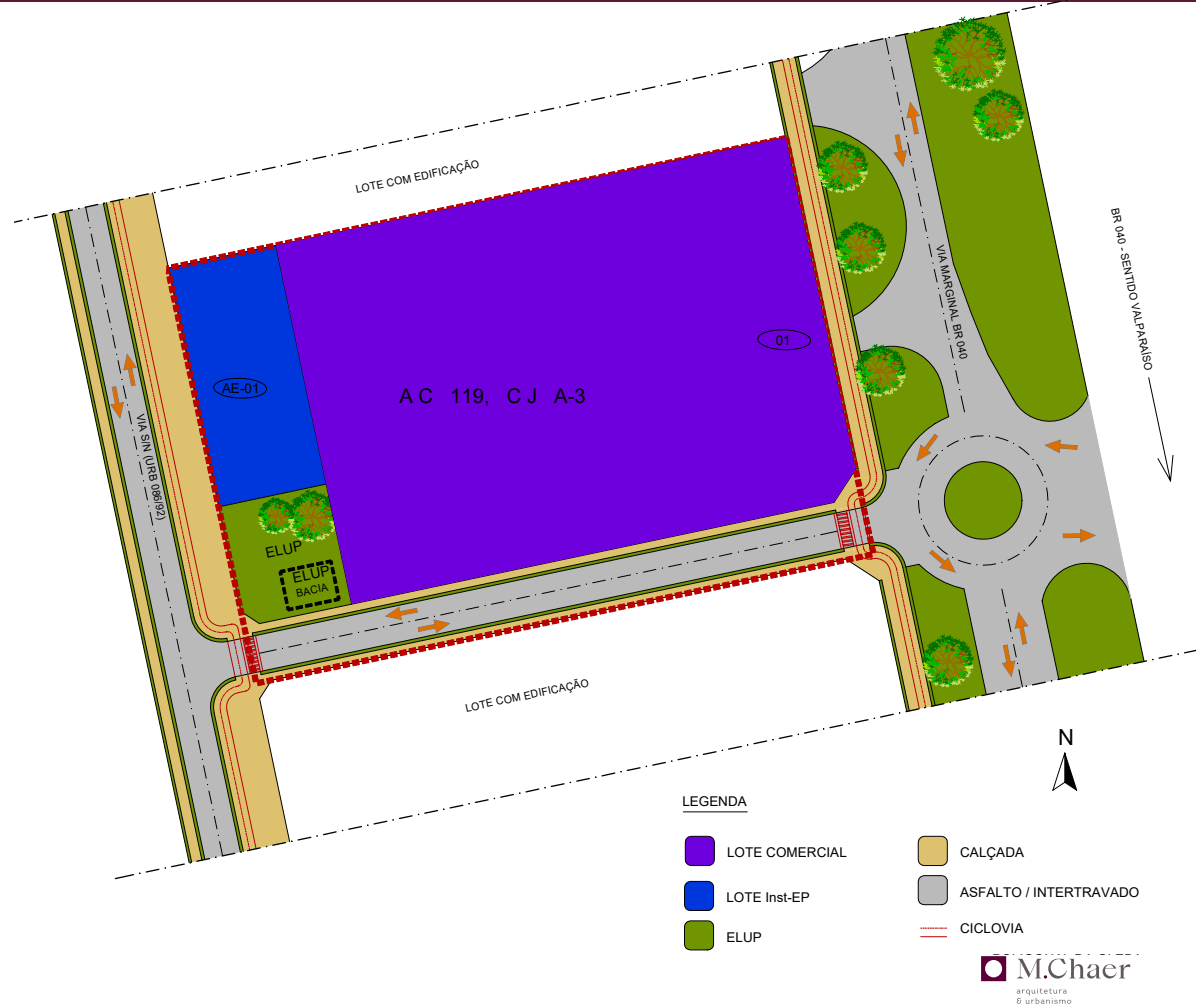 LOTE COM EDIFICAÇÃO
BR 040 - SENTIDO VALPARAÍSO
VIA MARGINAL BR 040
01
AE-01
AC 119, CJ A-3
VIA S/N (URB 086/92)
ELUP
ELUP
BACIA
LOTE COM EDIFICAÇÃO
N
LEGENDA
LOTE COMERCIAL
LOTE Inst-EP
ELUP
CALÇADA
ASFALTO / INTERTRAVADO
CICLOVIA
M.Chaer
arquitetura
& urbanismo